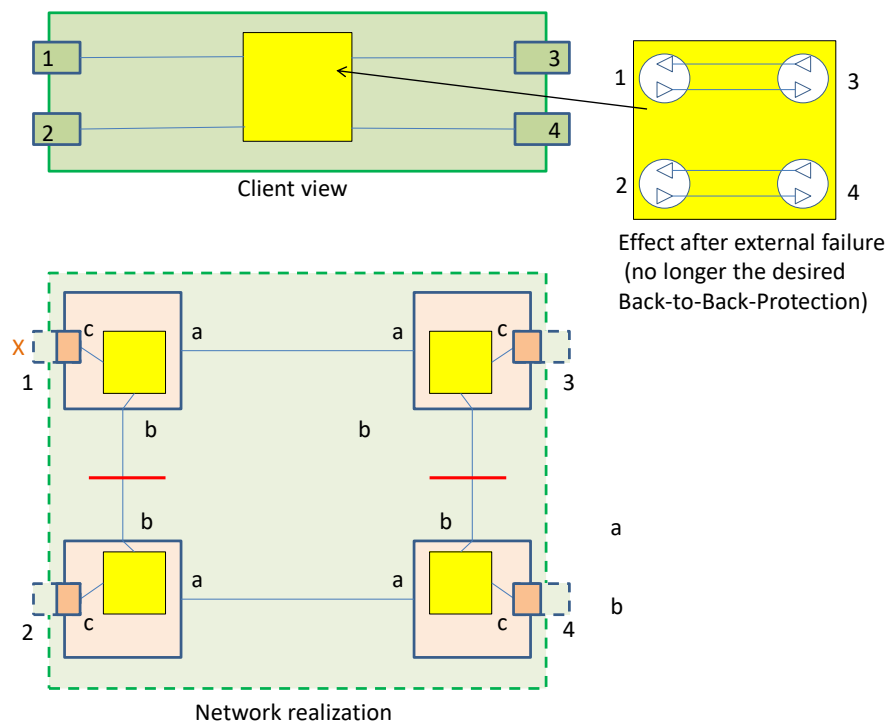 1
3
2
4
Client view
1
3
2
4
Effect after external failure
(no longer the desired
Back-to-Back-Protection)
X
c
a
a
c
1
3
b
b
b
b
a
a
a
b
c
c
2
4
Network realization